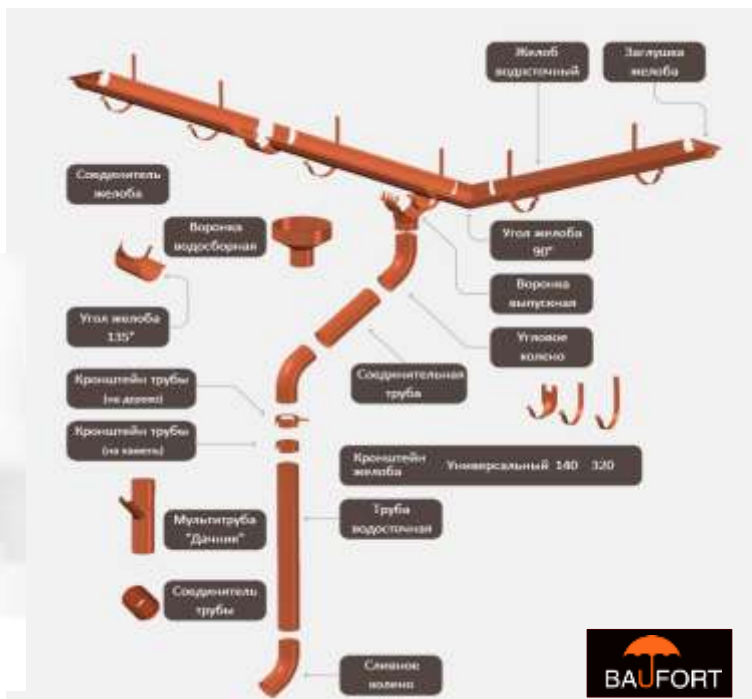 Желоб
водосточный
Заглушка
желоба
Соединитель
желоба
Воронка
водосборная
Угол желоба
90°
Воронка
выпускная
Угол желоба
135°
Угловое
колено
Кронштейн трубы
(на дерево)
Соединительная
труба
Кронштейн трубы
(на камень)
Кронштейн
желоба
Универсальный 140 320
Труба
водосточная
Мультитруба
"Дачник"
Соединитель
трубы
Сливное
колено
BAUFORT